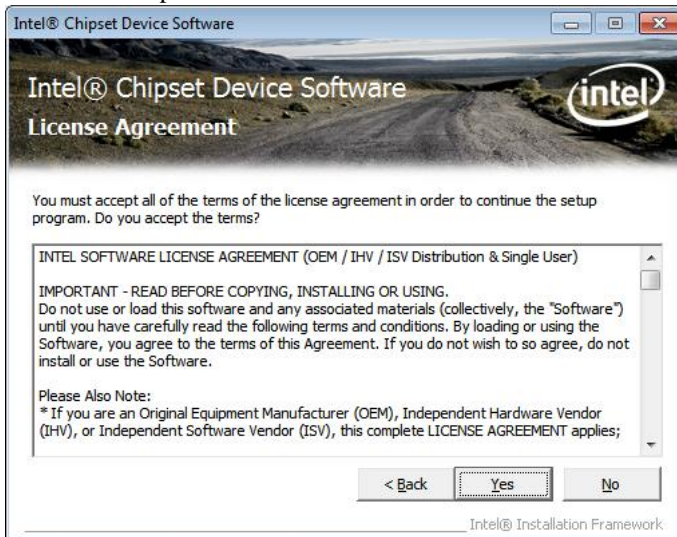 Intel® Chipset Device Software
Intel® Chipset Device Software
intel
License Agreement
You must accept all of the terms of the license agreement in order to continue the setup
program. Do you accept the terms?
INTEL SOFTWARE LICENSE AGREEMENT (OEM / IHV / ISV Distribution & Single User)
IMPORTANT - READ BEFORE COPYING, INSTALLING OR USING.
Do not use or load this software and any associated materials (collectively, the "Software")
until you have carefully read the following terms and conditions. By loading or using the
Software, you agree to the terms of this Agreement. If you do not wish to so agree, do not
install or use the Software.
Please Also Note:
* If you are an Original Equipment Manufacturer (OEM), Independent Hardware Vendor
(IHV), or Independent Software Vendor (ISV), this complete LICENSE AGREEMENT applies;
< Back Yes No
Intel® Installation Framework